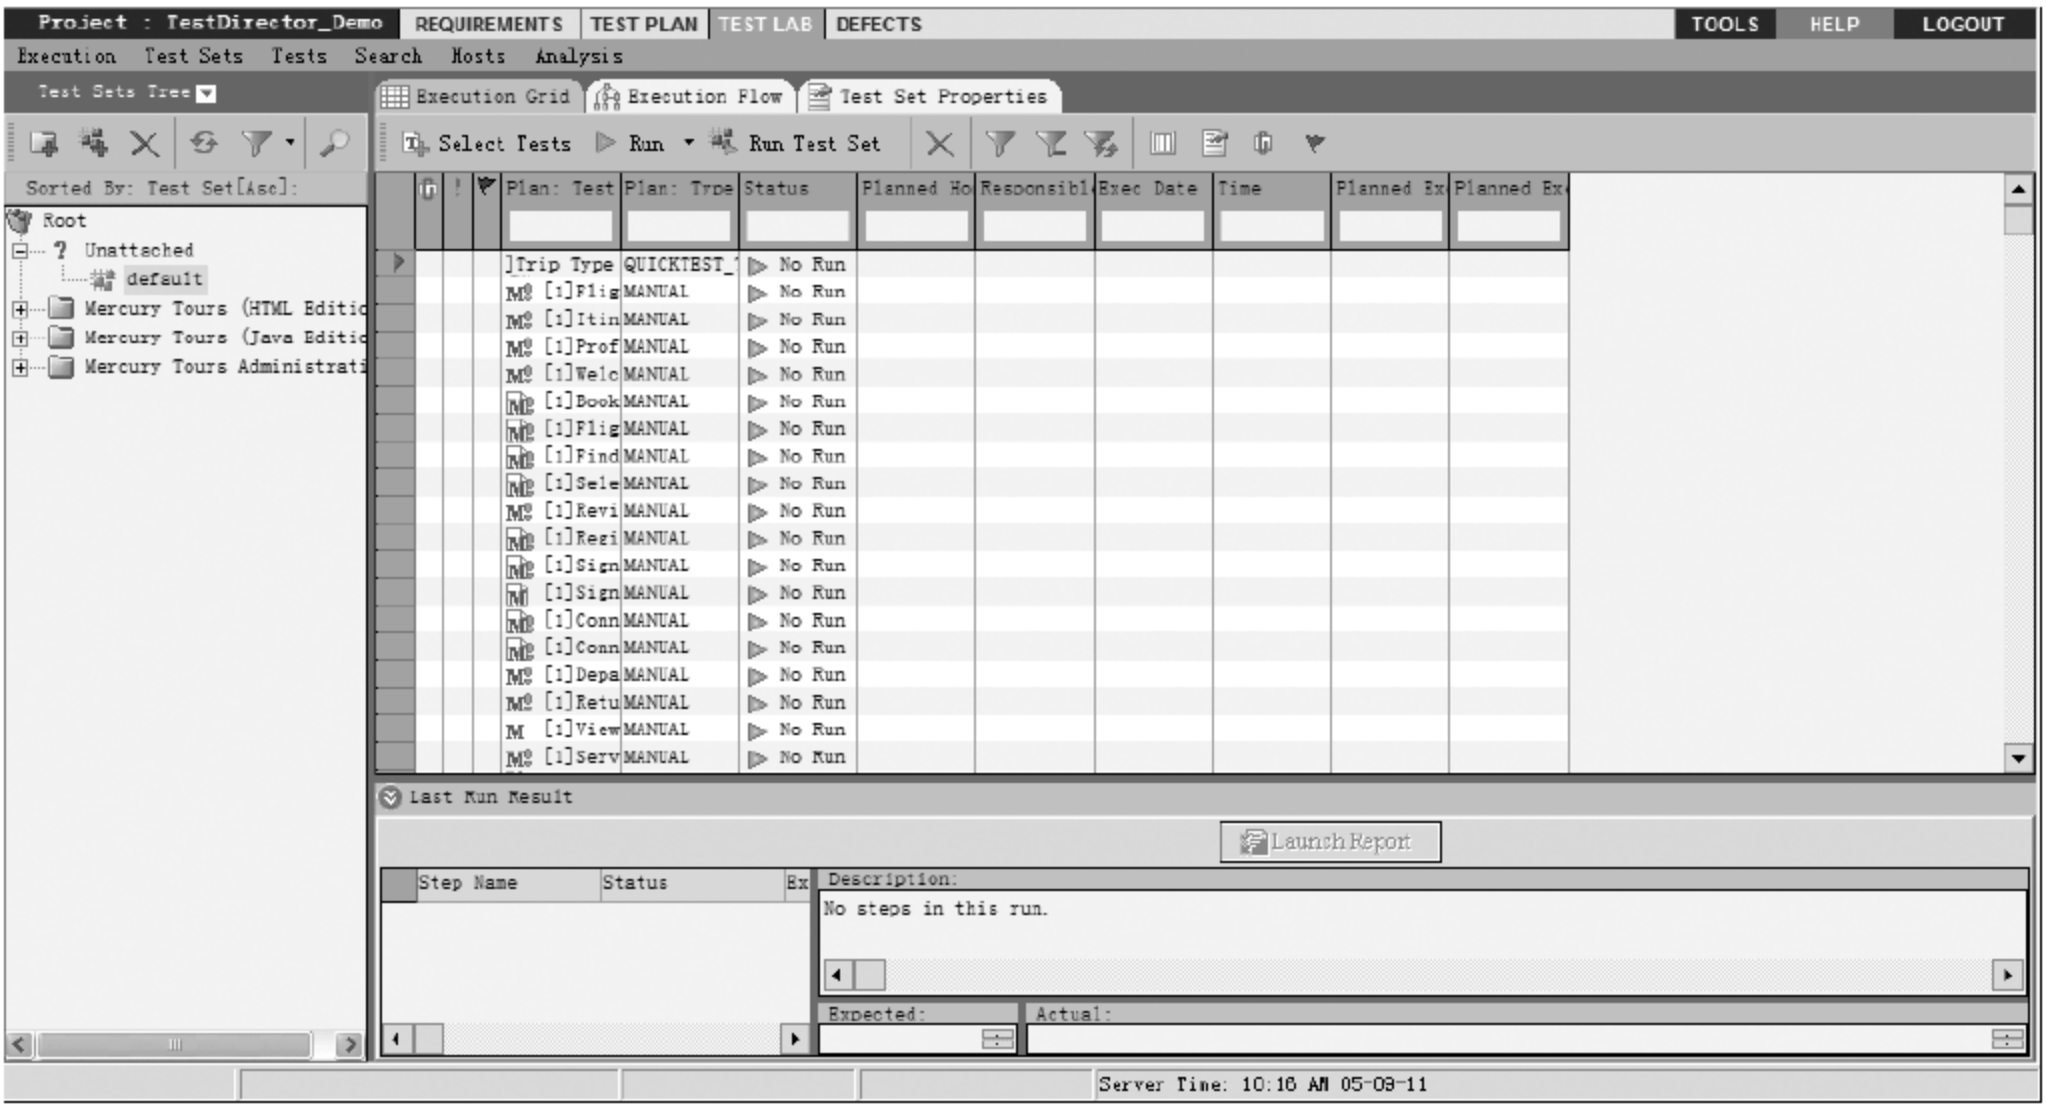 Project : TestDirector_Demo REQUIREMENTS TEST PLAN TEST LAB DEFECTS TOOLS HELP LOGOUT
Execution Test Sets Tests Search Hosts Analysis
Test Sets Tree
Execution Grid Execution Flow Test Set Properties
Select Tests Run Run Test Set
Sorted By: Test Set[Asc]:
Root
Unattached
default
Mercury Tours (HTML Editic
Mercury Tours (Java Editic
Mercury Tours Administrati
! Plan: Test Plan: Type Status Planned Ho Responsibl Exec Date Time Planned Ex Planned Ex
]Trip Type QUICKTEST_ No Run
[1]Flig MANUAL No Run
[1]Itin MANUAL No Run
[1]Prof MANUAL No Run
[1]Welc MANUAL No Run
[1]Book MANUAL No Run
[1]Flig MANUAL No Run
[1]Find MANUAL No Run
[1]Sele MANUAL No Run
[1]Revi MANUAL No Run
[1]Regi MANUAL No Run
[1]Sign MANUAL No Run
[1]Sign MANUAL No Run
[1]Conn MANUAL No Run
[1]Conn MANUAL No Run
[1]Depa MANUAL No Run
[1]Retu MANUAL No Run
[1]View MANUAL No Run
[1]Serv MANUAL No Run
Last Run Result
Launch Report
Step Name Status Ex
Description:
No steps in this run.
Expected: Actual:
Server Time: 10:16 AM 05-09-11